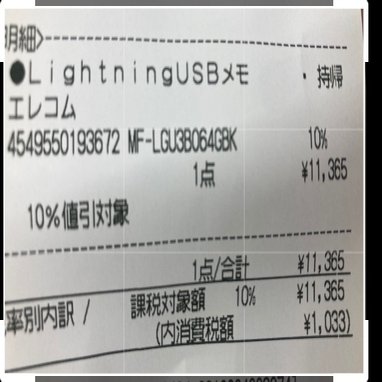 明細〉
●LightningUSBメモ ・持帰
エレコム
4549550193672 MF-LGU3B064GBK 10%
1点 ¥11,365
10%値引対象
1点/合計 ¥11,365
課税対象額 10% ¥11,365
率別内訳 / (内消費税額 ¥1,033)